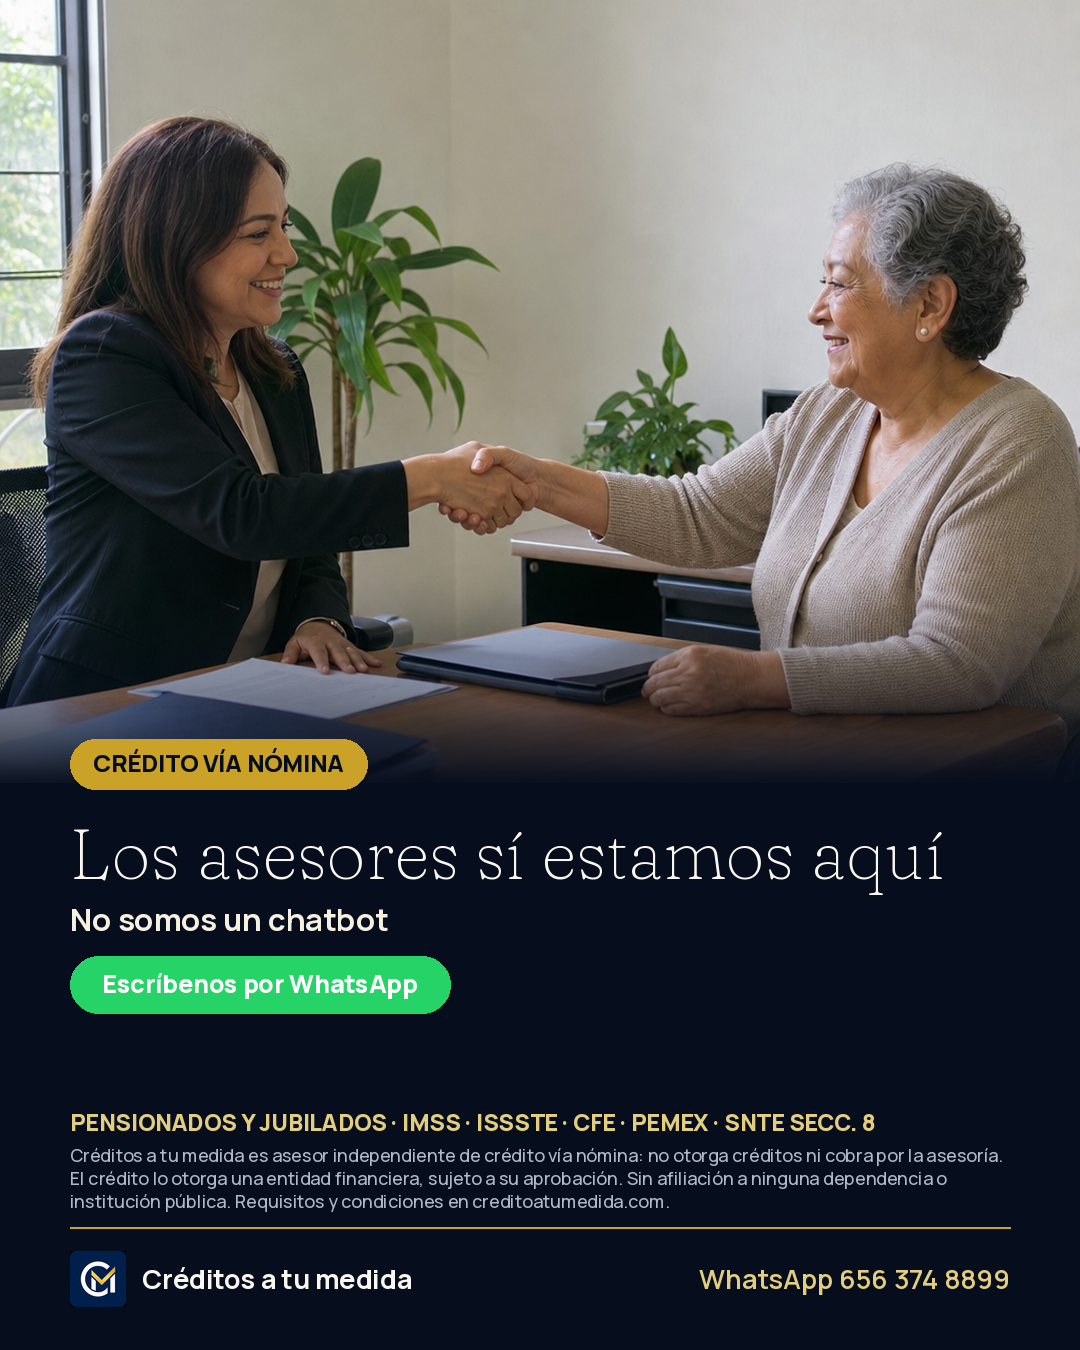 CRÉDITO VÍA NÓMINA
Los asesores sí estamos aquí
No somos un chatbot
Escríbenos por WhatsApp
PENSIONADOS Y JUBILADOS · IMSS · ISSSTE · CFE · PEMEX · SNTE SECC. 8
Créditos a tu medida es asesor independiente de crédito vía nómina: no otorga créditos ni cobra por la asesoría.
El crédito lo otorga una entidad financiera, sujeto a su aprobación. Sin afiliación a ninguna dependencia o
institución pública. Requisitos y condiciones en creditoatumedida.com.
Créditos a tu medida
WhatsApp 656 374 8899